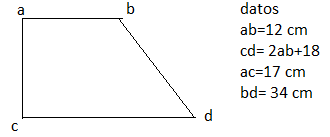 a
b
c
d
datos
ab=12 cm
cd= 2ab+18
ac=17 cm
bd= 34 cm